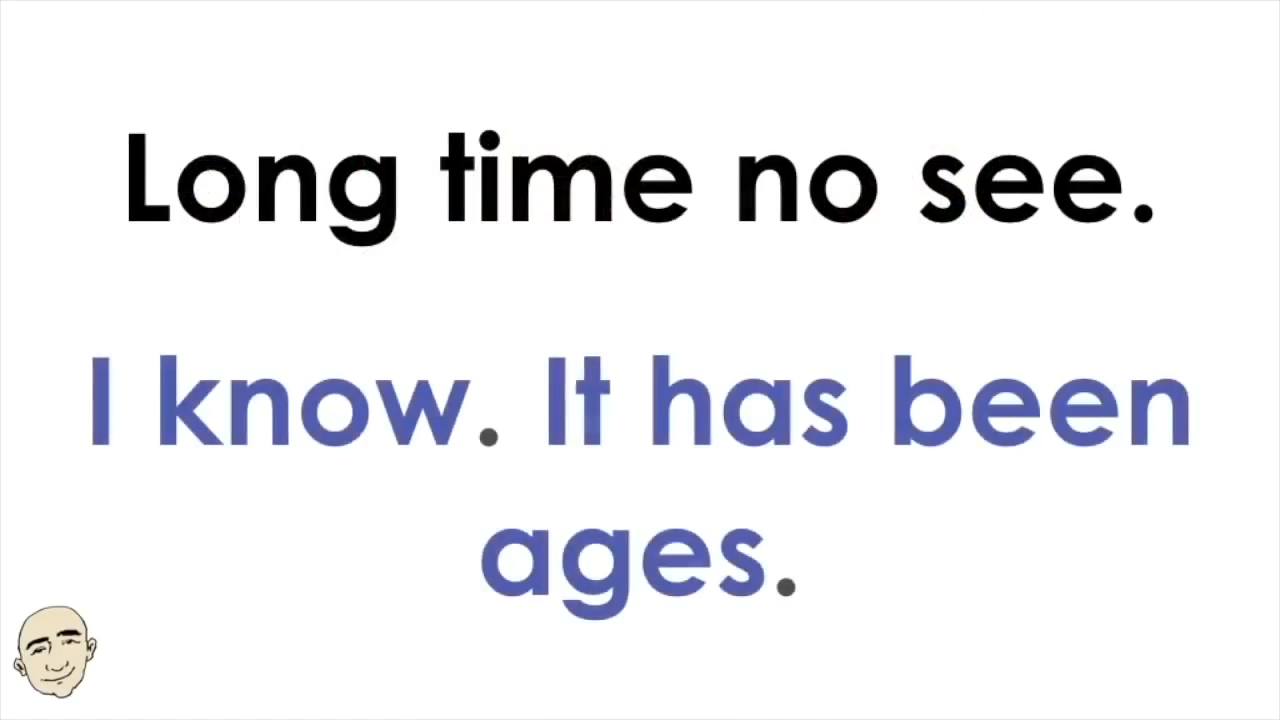 Long time no see.
I know. It has been
ages.